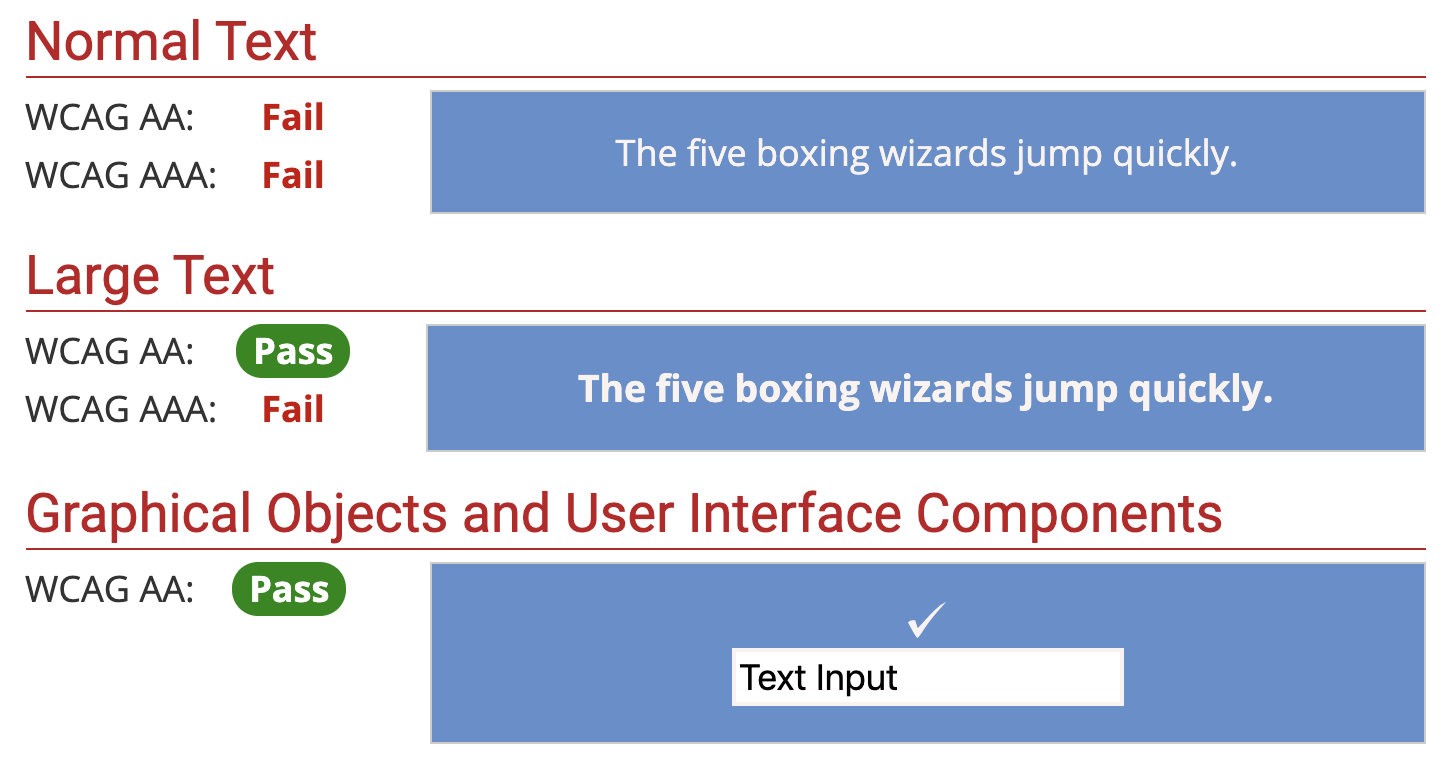 Normal Text
WCAG AA: Fail
WCAG AAA: Fail
The five boxing wizards jump quickly.
Large Text
WCAG AA: Pass
WCAG AAA: Fail
The five boxing wizards jump quickly.
Graphical Objects and User Interface Components
WCAG AA: Pass
✓
Text Input